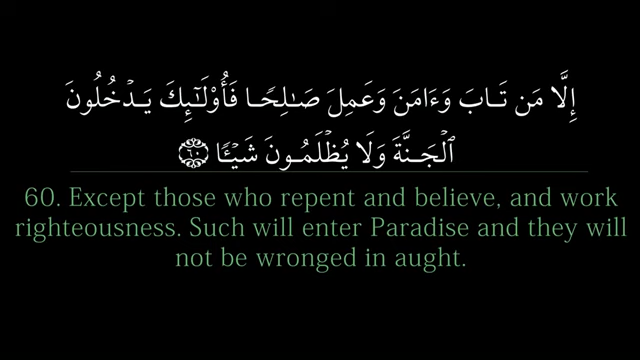 إِلَّا مَن تَابَ وَءَامَنَ وَعَمِلَ صَـٰلِحًا فَأُو۟لَـٰٓئِكَ يَدْخُلُونَ
ٱلْجَنَّةَ وَلَا يُظْلَمُونَ شَيْـًٔا ۝٦٠
60. Except those who repent and believe, and work
righteousness. Such will enter Paradise and they will
not be wronged in aught.